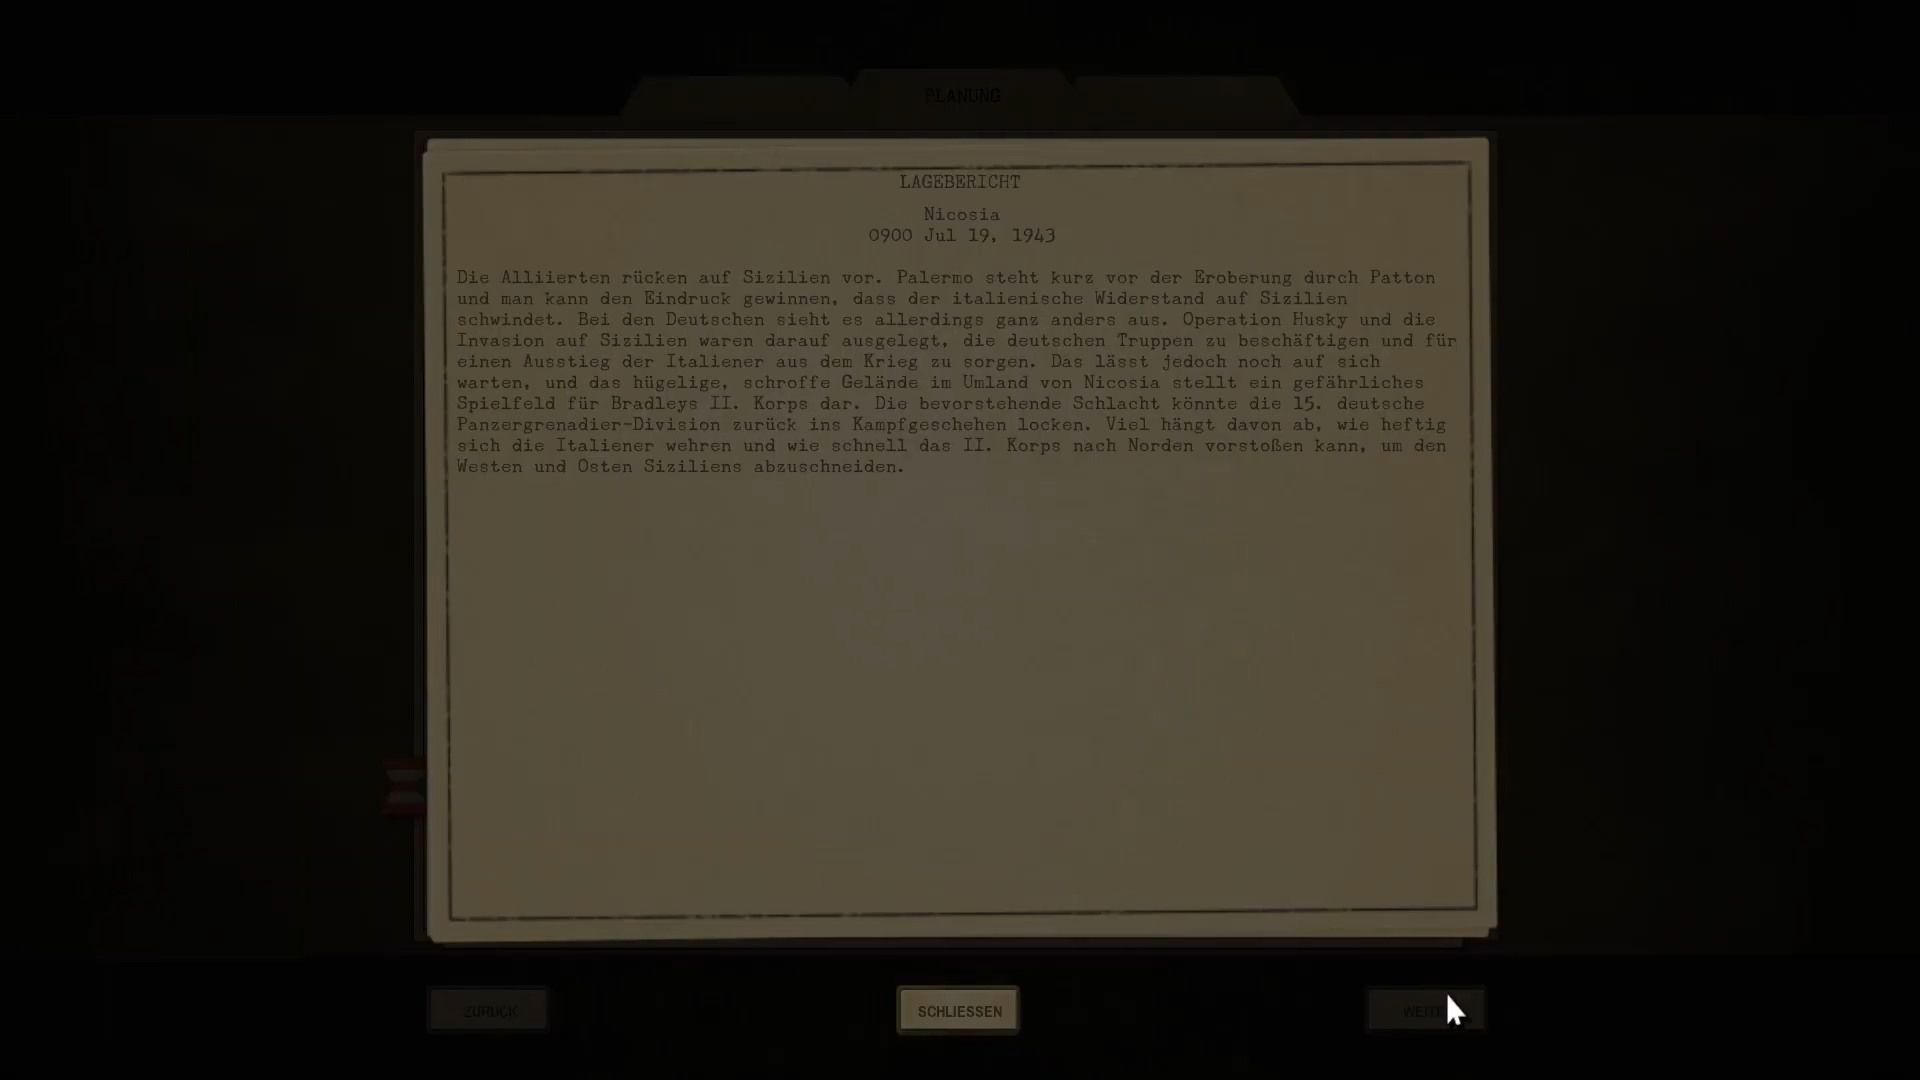 PLANUNG
LAGEBERICHT
Nicosia
0900 Jul 19, 1943
Die Alliierten rücken auf Sizilien vor. Palermo steht kurz vor der Eroberung durch Patton
und man kann den Eindruck gewinnen, dass der italienische Widerstand auf Sizilien
schwindet. Bei den Deutschen sieht es allerdings ganz anders aus. Operation Husky und die
Invasion auf Sizilien waren darauf ausgelegt, die deutschen Truppen zu beschäftigen und für
einen Ausstieg der Italiener aus dem Krieg zu sorgen. Das lässt jedoch noch auf sich
warten, und das hügelige, schroffe Gelände im Umland von Nicosia stellt ein gefährliches
Spielfeld für Bradleys II. Korps dar. Die bevorstehende Schlacht könnte die 15. deutsche
Panzergrenadier-Division zurück ins Kampfgeschehen locken. Viel hängt davon ab, wie heftig
sich die Italiener wehren und wie schnell das II. Korps nach Norden vorstoßen kann, um den
Westen und Osten Siziliens abzuschneiden.
ZURÜCK
SCHLIESSEN